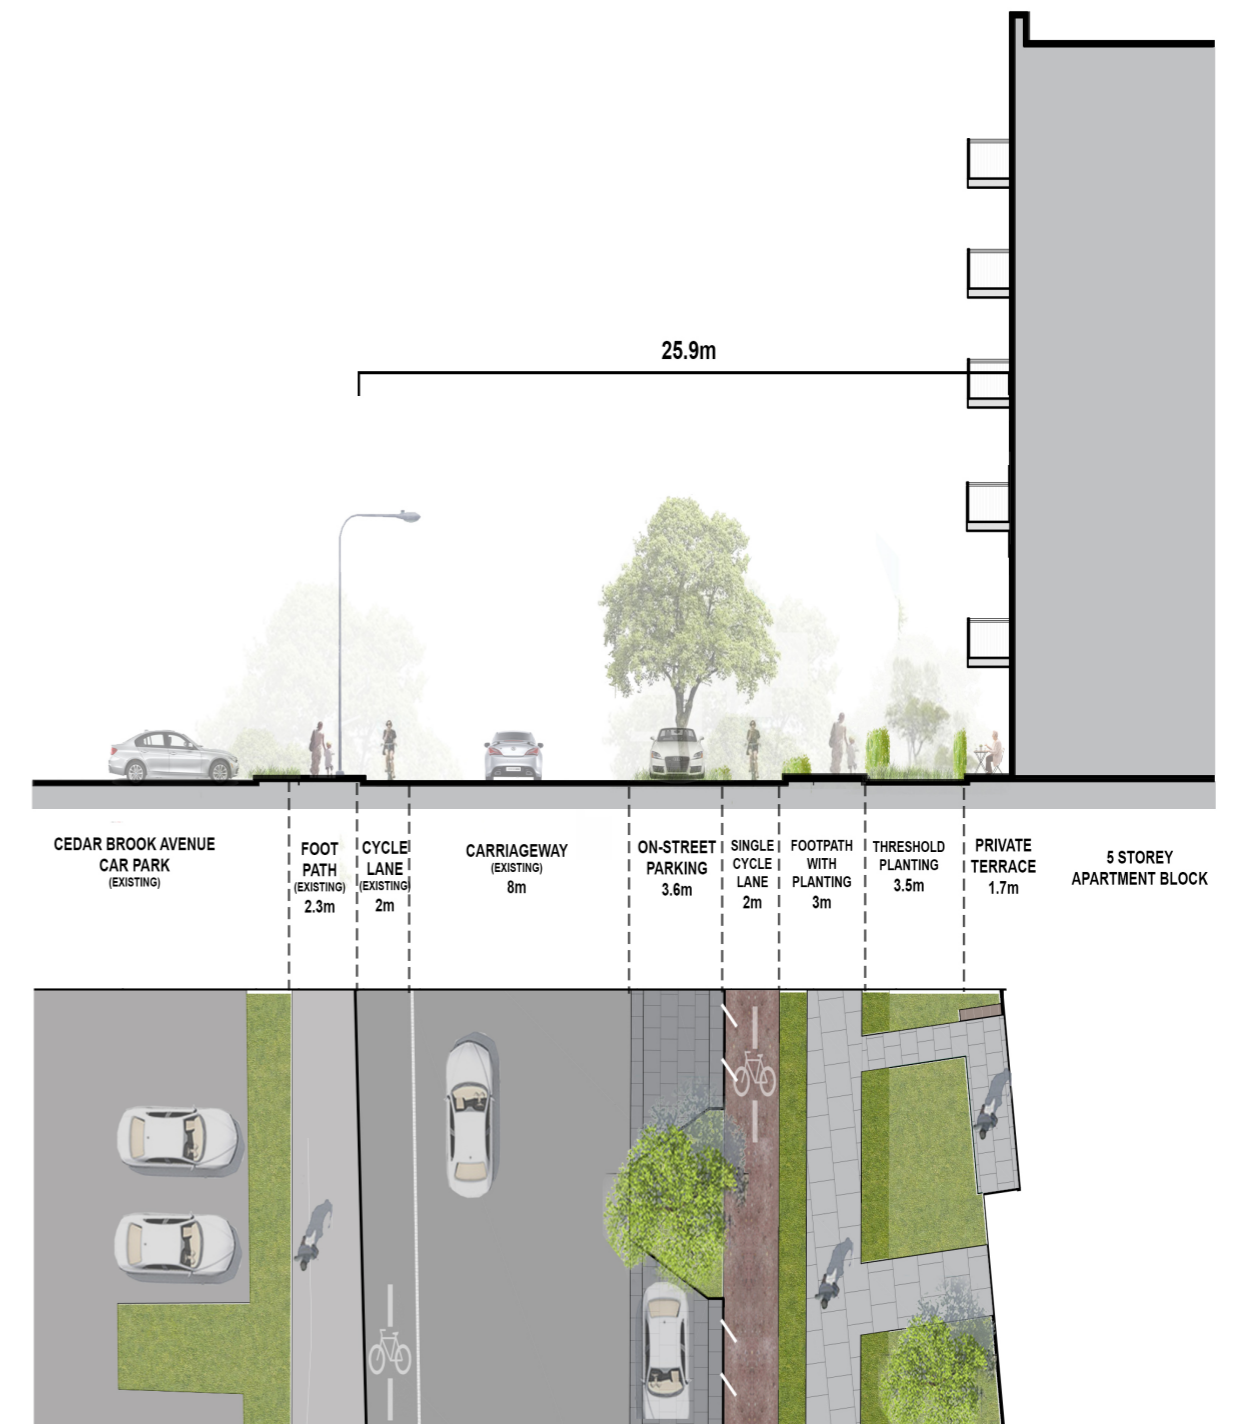 25.9m
CEDAR BROOK AVENUE
CAR PARK
(EXISTING)
FOOT
PATH
(EXISTING)
2.3m
CYCLE
LANE
(EXISTING)
2m
CARRIAGEWAY
(EXISTING)
8m
ON-STREET
PARKING
3.6m
SINGLE
CYCLE
LANE
2m
FOOTPATH
WITH
PLANTING
3m
THRESHOLD
PLANTING
3.5m
PRIVATE
TERRACE
1.7m
5 STOREY
APARTMENT BLOCK